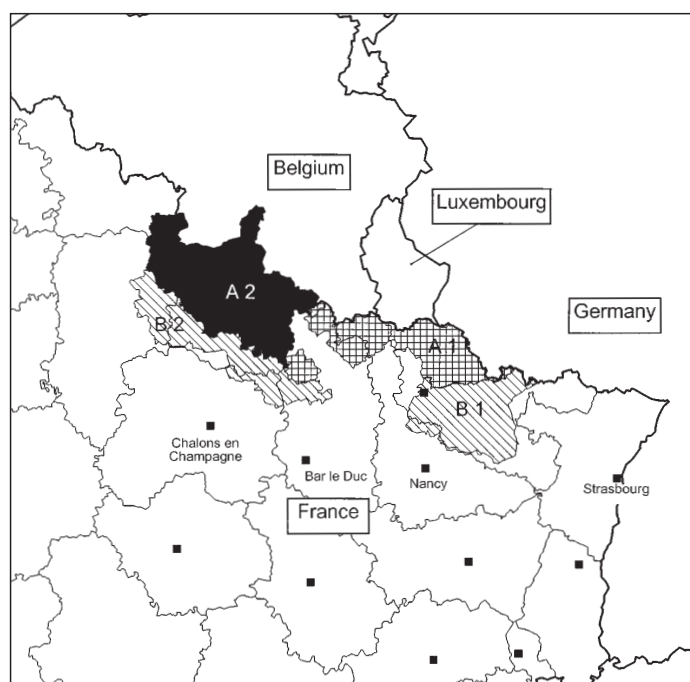 Belgium
Luxembourg
A 2
Germany
B 2
A 1
B 1
Chalons en
Champagne
Bar le Duc
Nancy
Strasbourg
France